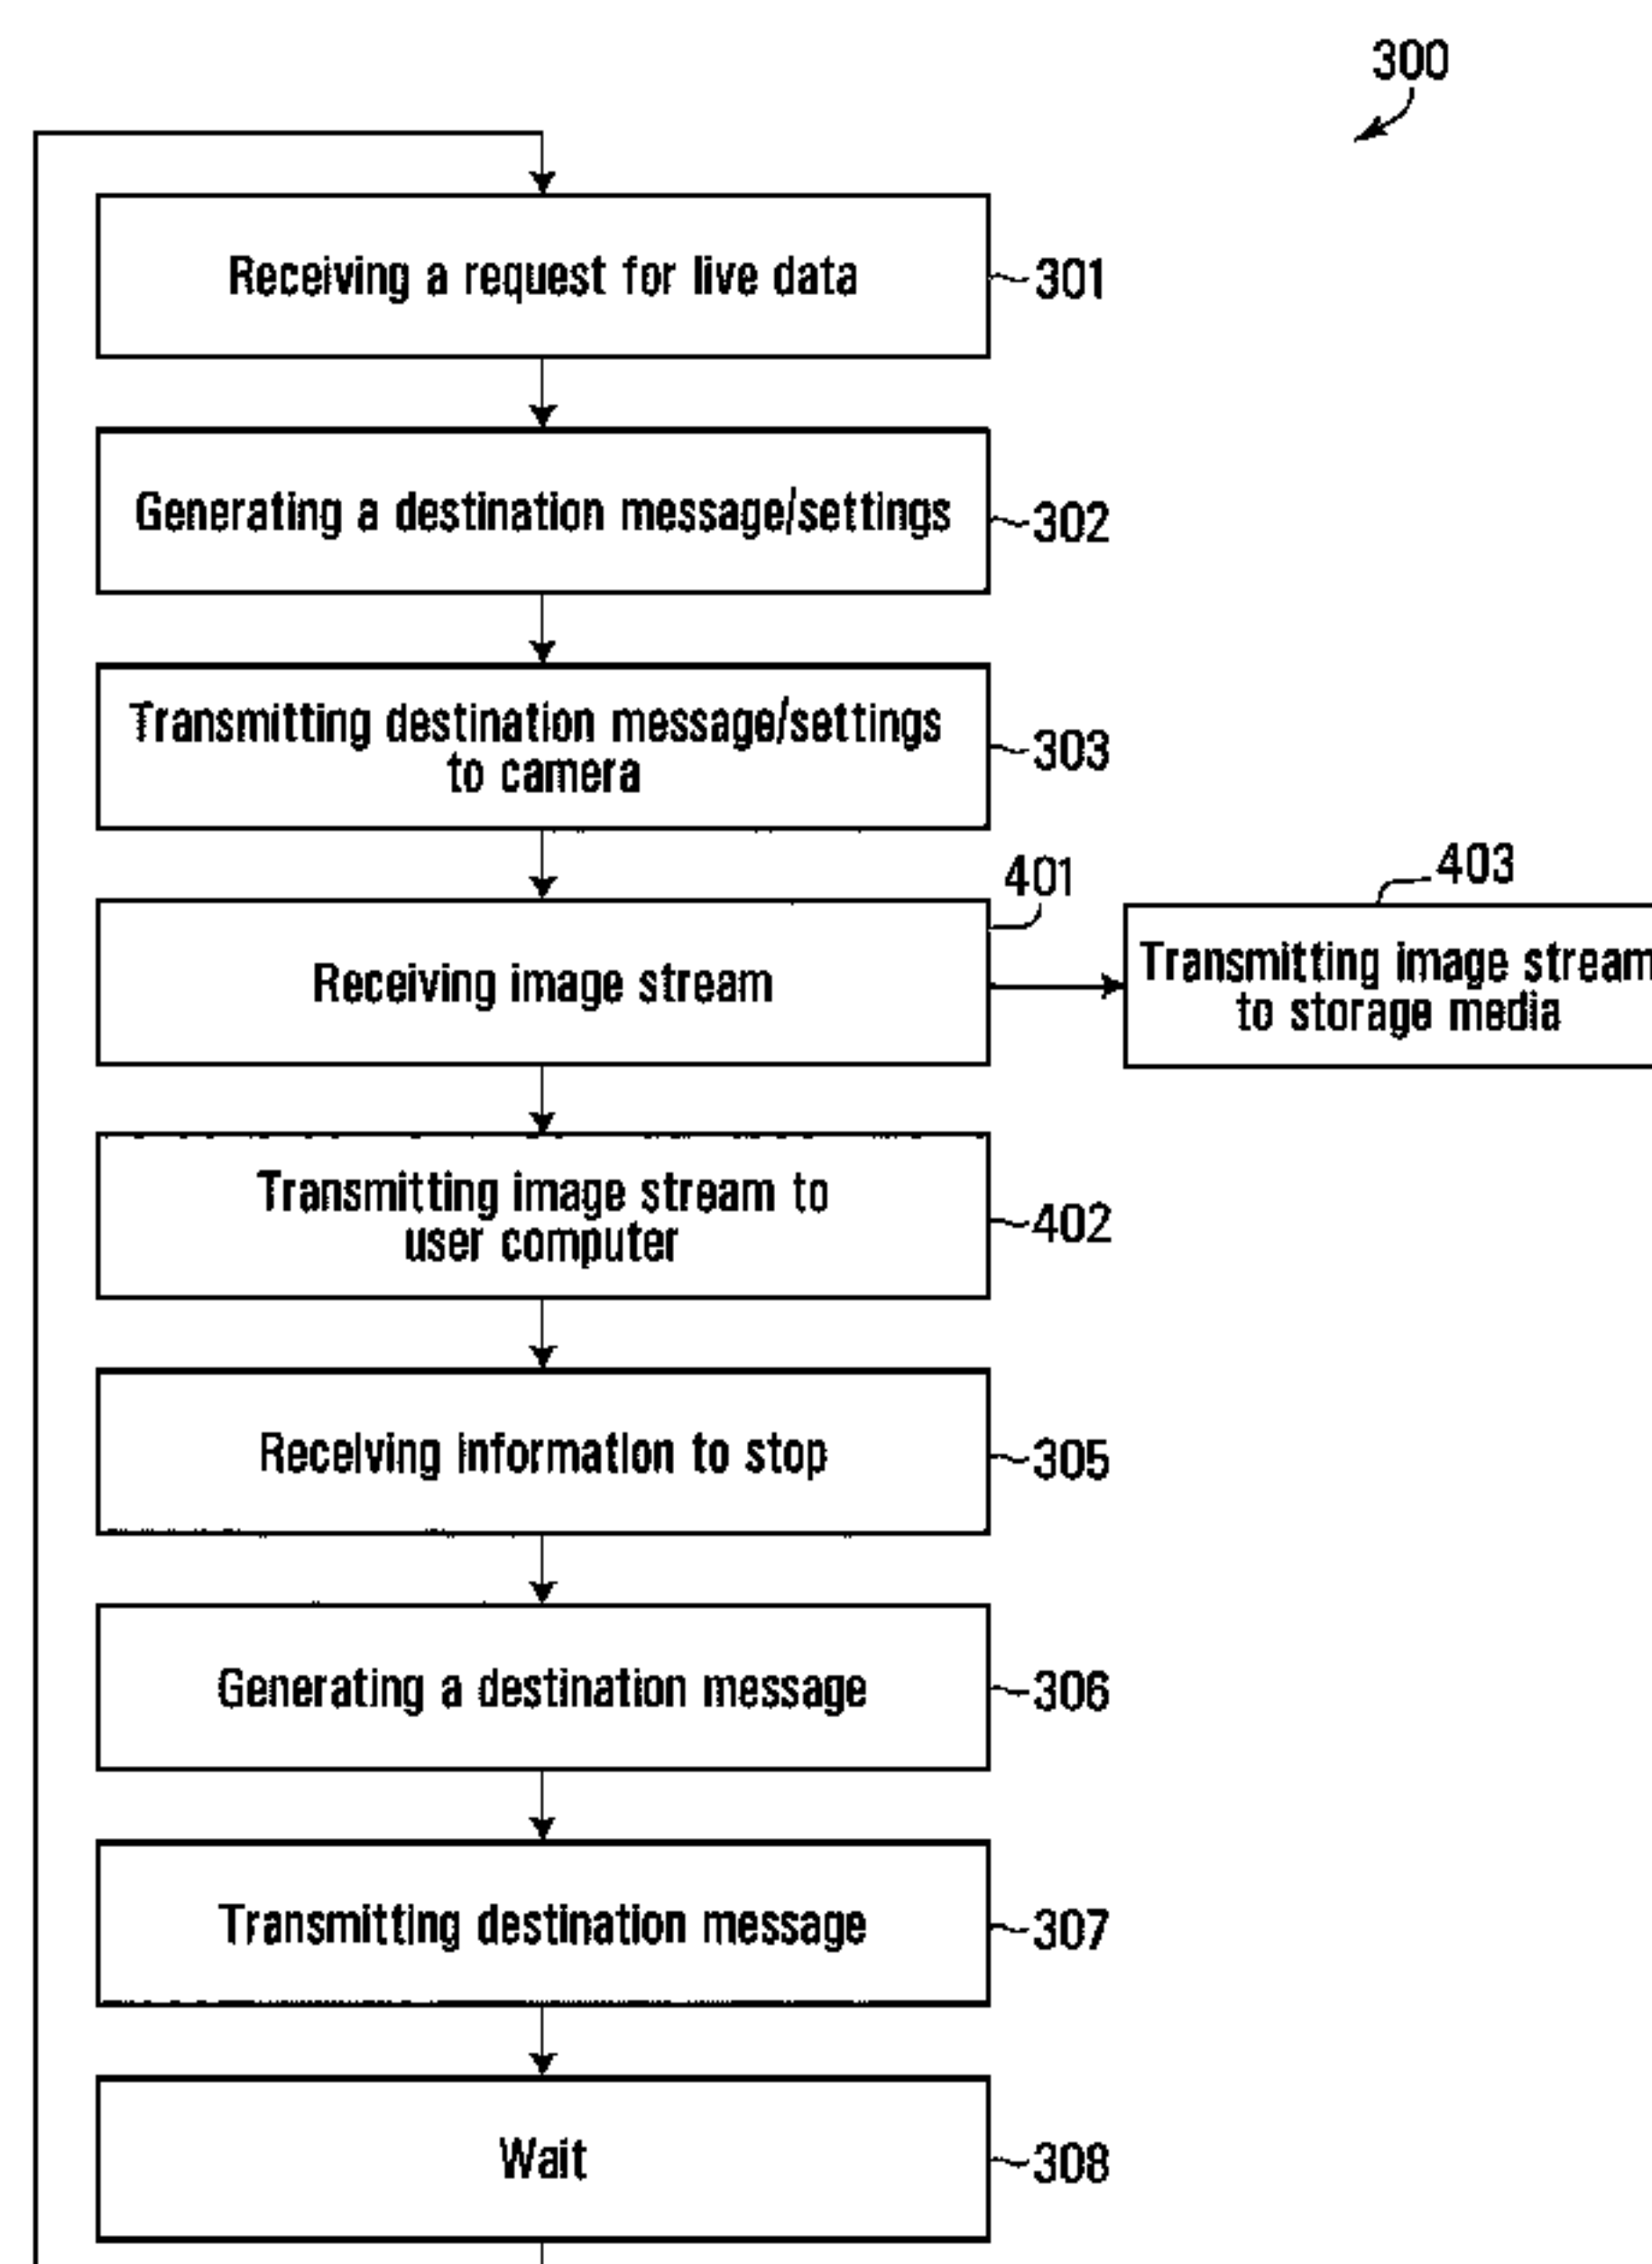 300
Receiving a request for live data
301
Generating a destination message/settings
302
Transmitting destination message/settings
to camera
303
Receiving image stream
401
Transmitting image stream
to storage media
403
Transmitting image stream to
user computer
402
Receiving information to stop
305
Generating a destination message
306
Transmitting destination message
307
Wait
308